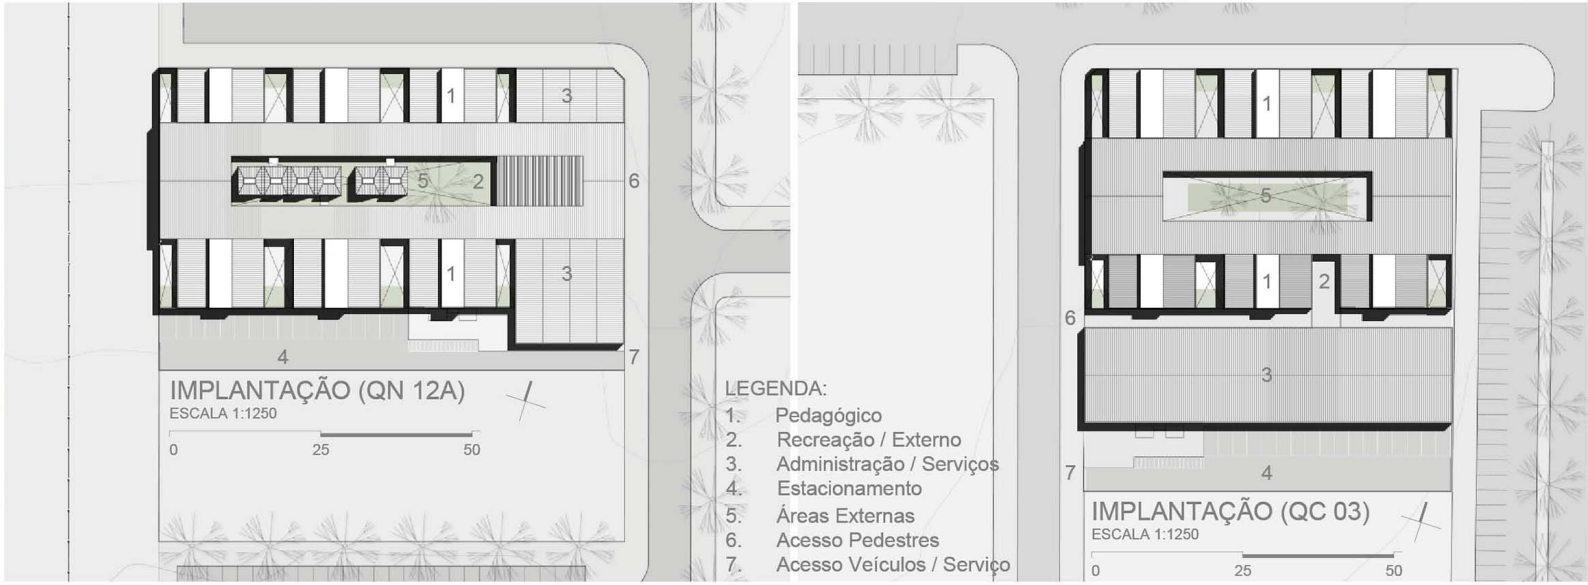 1
3
5
2
6
1
3
4
7
IMPLANTAÇÃO (QN 12A)
ESCALA 1:1250
0
25
50
LEGENDA:
1. Pedagógico
2. Recreação / Externo
3. Administração / Serviços
4. Estacionamento
5. Áreas Externas
6. Acesso Pedestres
7. Acesso Veículos / Serviço
1
5
1
2
6
3
7
4
IMPLANTAÇÃO (QC 03)
ESCALA 1:1250
0
25
50